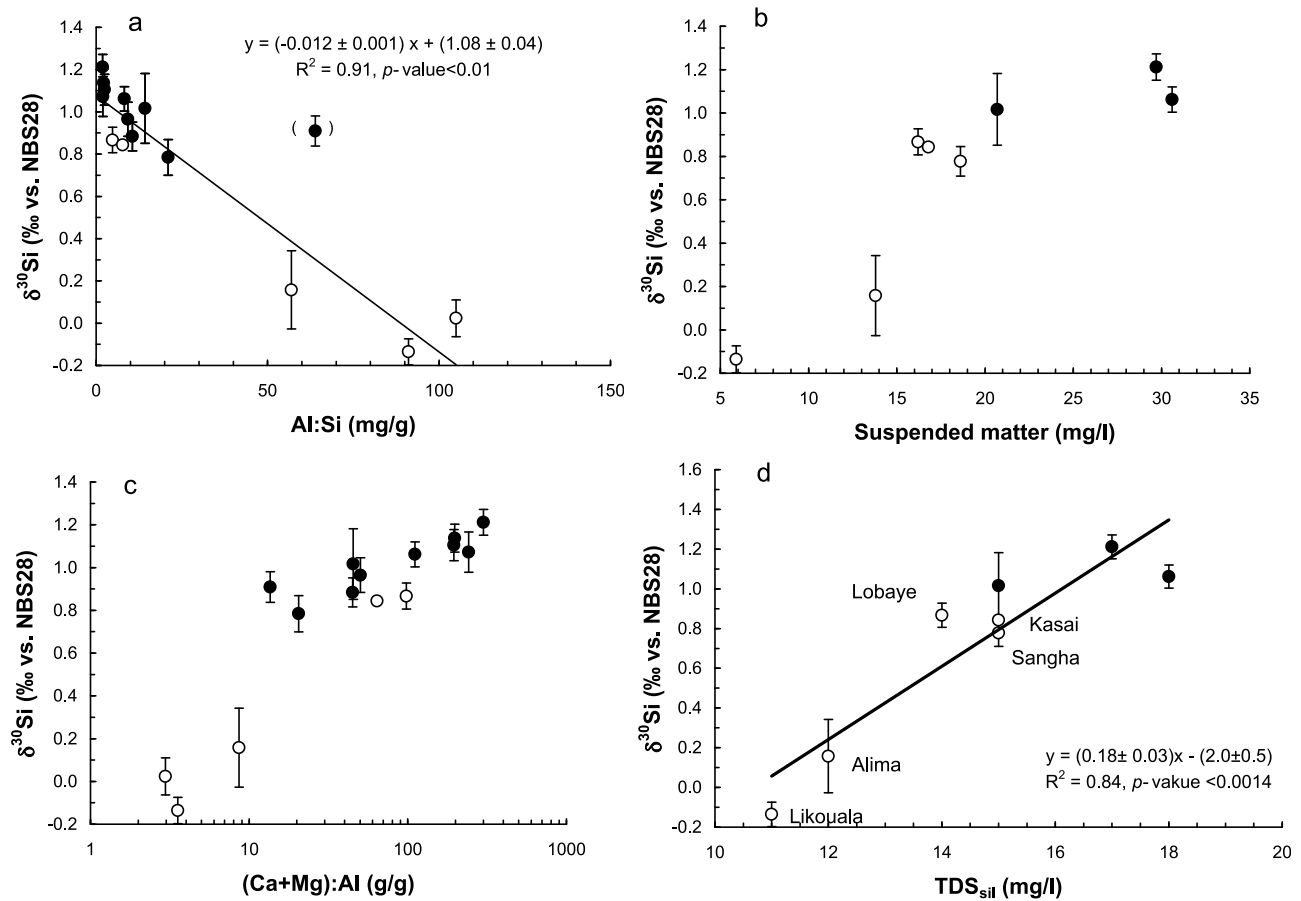 a
y = (-0.012 ± 0.001) x + (1.08 ± 0.04)
R² = 0.91, p- value<0.01
( )
δ³⁰Si (‰ vs. NBS28)
1.4
1.2
1.0
0.8
0.6
0.4
0.2
0.0
-0.2
0 50 100 150
Al:Si (mg/g)
b
δ³⁰Si (‰ vs. NBS28)
1.4
1.2
1.0
0.8
0.6
0.4
0.2
0.0
-0.2
5 10 15 20 25 30 35
Suspended matter (mg/l)
c
δ³⁰Si (‰ vs. NBS28)
1.4
1.2
1.0
0.8
0.6
0.4
0.2
0.0
-0.2
1 10 100 1000
(Ca+Mg):Al (g/g)
d
δ³⁰Si (‰ vs. NBS28)
1.6
1.4
1.2
1.0
0.8
0.6
0.4
0.2
0.0
-0.2
Lobaye
Kasai
Sangha
Alima
Likouala
y = (0.18± 0.03)x - (2.0±0.5)
R² = 0.84, p- vakue <0.0014
10 12 14 16 18 20
TDSsil (mg/l)